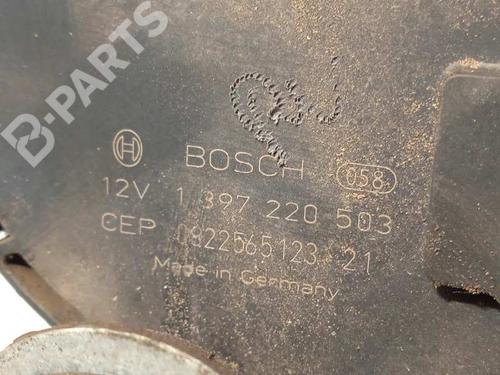 B-PARTS
BOSCH 058
12V 1 397 220 503
CEP 0822565123 21
Made in Germany